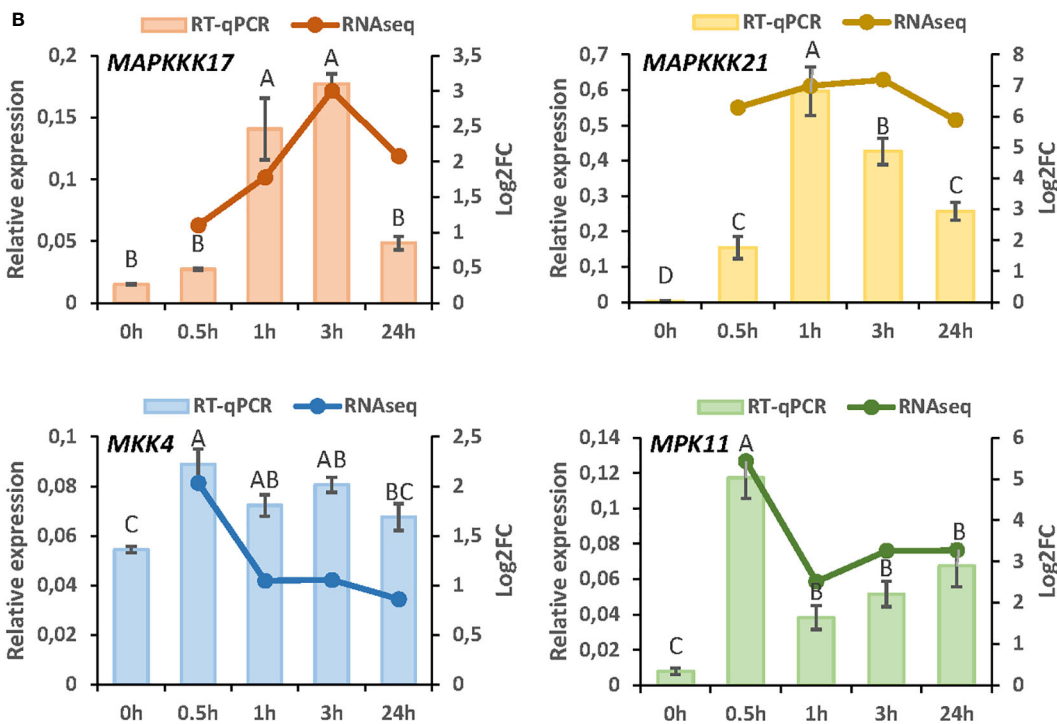 B
RT-qPCR RNAseq
MAPKKK17
Relative expression
0,2
0,15
0,1
0,05
0
3,5
3
2,5
2
1,5
1
0,5
0
Log2FC
B B A A B
0h 0.5h 1h 3h 24h
RT-qPCR RNAseq
MAPKKK21
Relative expression
0,7
0,6
0,5
0,4
0,3
0,2
0,1
0
8
7
6
5
4
3
2
1
0
Log2FC
D C A B C
0h 0.5h 1h 3h 24h
RT-qPCR RNAseq
MKK4
Relative expression
0,1
0,08
0,06
0,04
0,02
0
2,5
2
1,5
1
0,5
0
Log2FC
C A AB AB BC
0h 0.5h 1h 3h 24h
RT-qPCR RNAseq
MPK11
Relative expression
0,14
0,12
0,1
0,08
0,06
0,04
0,02
0
6
5
4
3
2
1
0
Log2FC
C A B B B
0h 0.5h 1h 3h 24h